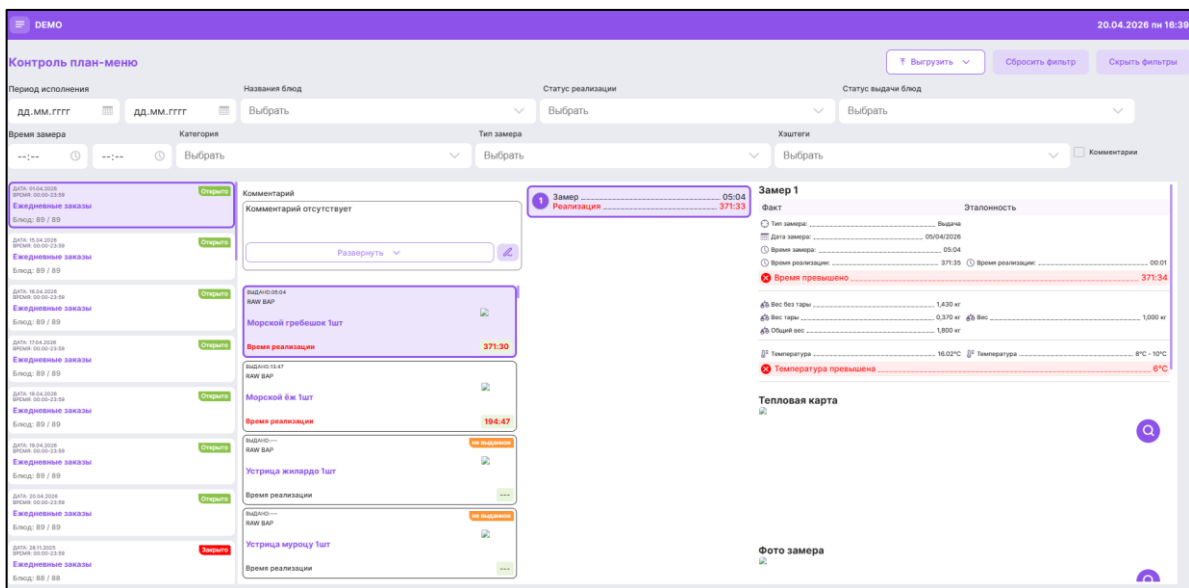 DEMO
20.04.2026 пн 16:39
Контроль план-меню
Выгрузить
Сбросить фильтр
Скрыть фильтры
Период исполнения
Названия блюд
Статус реализации
Статус выдачи блюд
дд.мм.гггг
дд.мм.гггг
Выбрать
Выбрать
Выбрать
Время замера
Категория
Тип замера
Хэштеги
--:--
--:--
Выбрать
Выбрать
Выбрать
Комментарии
ДАТА: 01.04.2026
Открыто
ВРЕМЯ: 00:00-23:59
Ежедневные заказы
Блюд: 89 / 89
ДАТА: 15.04.2026
Открыто
ВРЕМЯ: 00:00-23:59
Ежедневные заказы
Блюд: 89 / 89
ДАТА: 16.04.2026
Открыто
ВРЕМЯ: 00:00-23:59
Ежедневные заказы
Блюд: 89 / 89
ДАТА: 17.04.2026
Открыто
ВРЕМЯ: 00:00-23:59
Ежедневные заказы
Блюд: 89 / 89
ДАТА: 18.04.2026
Открыто
ВРЕМЯ: 00:00-23:59
Ежедневные заказы
Блюд: 89 / 89
ДАТА: 19.04.2026
Открыто
ВРЕМЯ: 00:00-23:59
Ежедневные заказы
Блюд: 89 / 89
ДАТА: 20.04.2026
Открыто
ВРЕМЯ: 00:00-23:59
Ежедневные заказы
Блюд: 89 / 89
ДАТА: 28.11.2025
Закрыто
ВРЕМЯ: 00:00-23:59
Ежедневные заказы
Блюд: 88 / 88
Комментарий
Комментарий отсутствует
Развернуть
ВЫДАНО:05:04
RAW BAP
Морской гребешок 1шт
Время реализации 371:30
ВЫДАНО:13:47
RAW BAP
Морской ёж 1шт
Время реализации 194:47
ВЫДАНО:---
не выданное
RAW BAP
Устрица жилардо 1шт
Время реализации ---
ВЫДАНО:---
не выданное
RAW BAP
Устрица муроцу 1шт
Время реализации ---
1
Замер 05:04
Реализация 371:33
Замер 1
Факт Эталонность
Тип замера: Выдача
Дата замера: 05/04/2026
Время замера: 05:04
Время реализации: 371:35 Время реализации: 00:01
Время превышено 371:34
Вес без тары 1,430 кг
Вес тары 0,370 кг Вес 1,000 кг
Общий вес 1,800 кг
Температура 16.02°C Температура 8°C - 10°C
Температура превышена 6°C
Тепловая карта
Фото замера